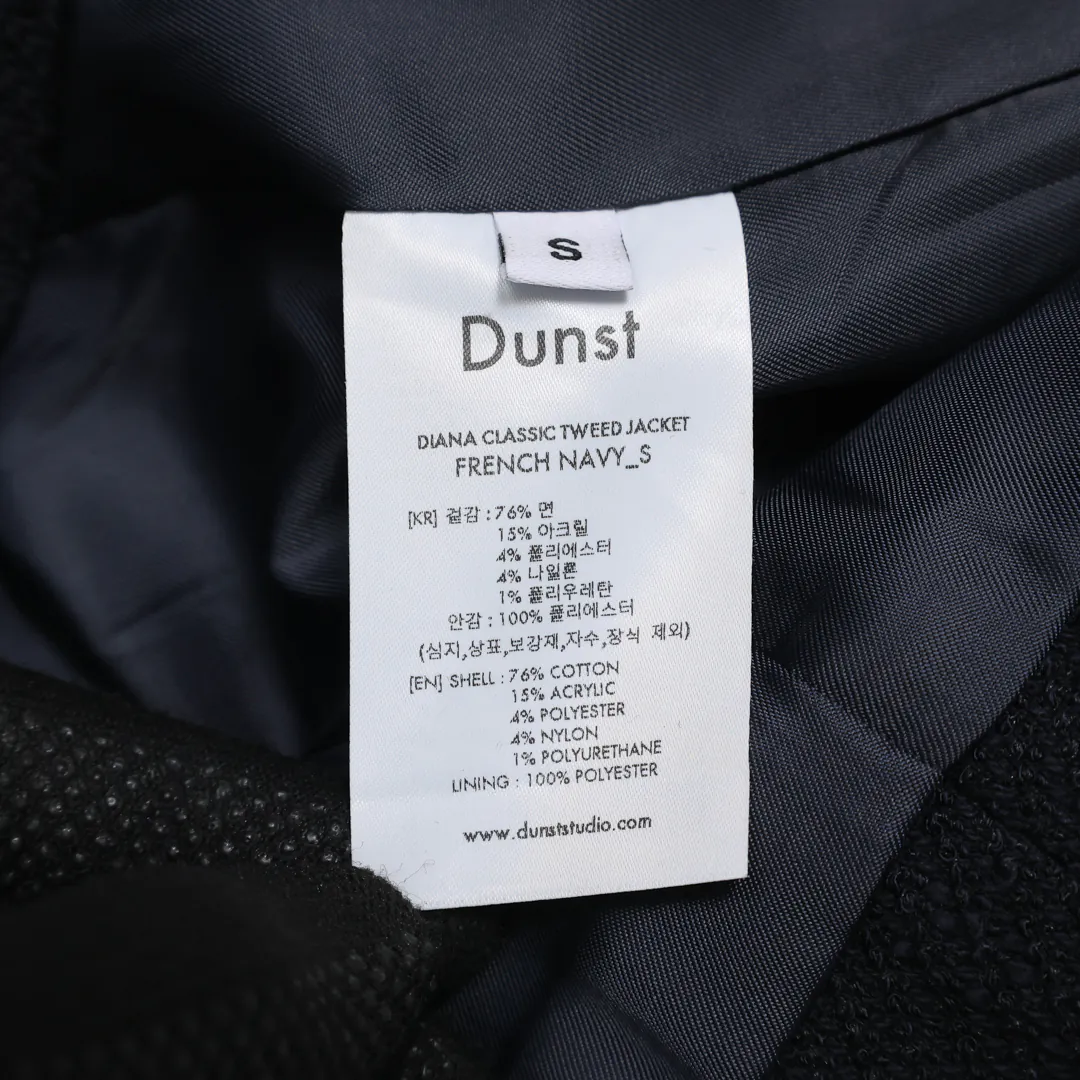 S
Dunst
DIANA CLASSIC TWEED JACKET
FRENCH NAVY_S
[KR] 겉감 : 76% 면
15% 아크릴
4% 폴리에스터
4% 나일론
1% 폴리우레탄
안감 : 100% 폴리에스터
(심지,상표,보강재,자수,장식 제외)
[EN] SHELL : 76% COTTON
15% ACRYLIC
4% POLYESTER
4% NYLON
1% POLYURETHANE
LINING : 100% POLYESTER
www.dunststudio.com